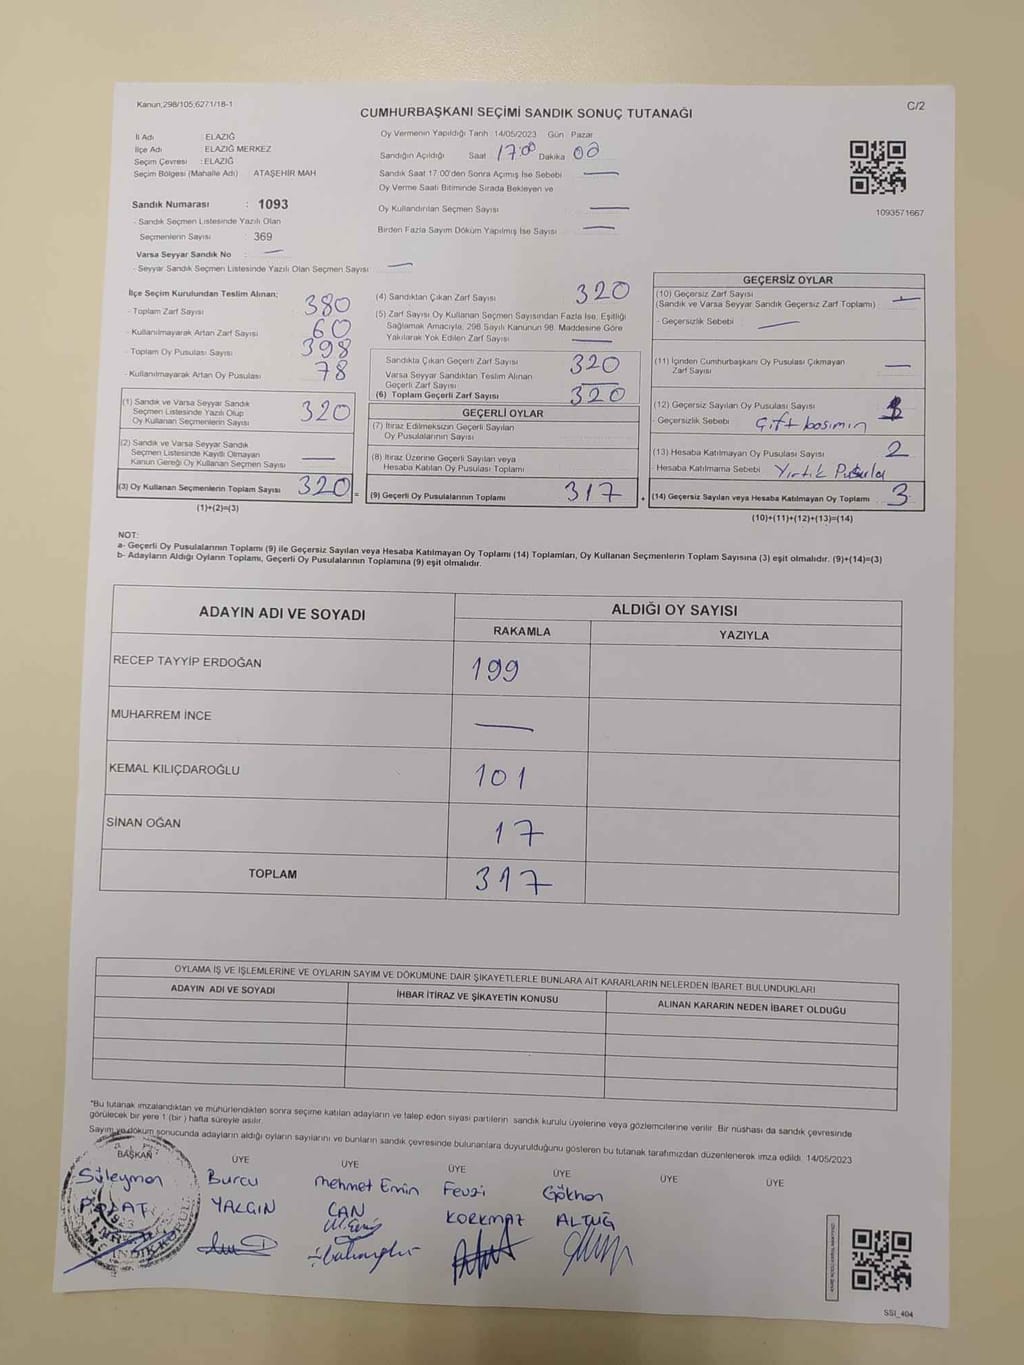 Kanun,298/105;6271/18-1
C/2
CUMHURBAŞKANI SEÇİMİ SANDIK SONUÇ TUTANAĞI
İl Adı ELAZIĞ
İlçe Adı ELAZIĞ MERKEZ
Seçim Çevresi : ELAZIĞ
Seçim Bölgesi (Mahalle Adı) ATAŞEHİR MAH
Sandık Numarası : 1093
- Sandık Seçmen Listesinde Yazılı Olan
Seçmenlerin Sayısı : 369
Varsa Seyyar Sandık No : —
- Seyyar Sandık Seçmen Listesinde Yazılı Olan Seçmen Sayısı —
Oy Vermenin Yapıldığı Tarih 14/05/2023 Gün Pazar
Sandığın Açıldığı Saat 17:00 Dakika 00
Sandık Saat 17.00'den Sonra Açımış İse Sebebi —
Oy Verme Saati Bitiminde Sırada Bekleyen ve
Oy Kullandırılan Seçmen Sayısı —
Birden Fazla Sayım Döküm Yapılmış İse Sayısı —
1093571667
İlçe Seçim Kurulundan Teslim Alınan;
- Toplam Zarf Sayısı 380
- Kullanılmayarak Artan Zarf Sayısı 60
- Toplam Oy Pusulası Sayısı 398
- Kullanılmayarak Artan Oy Pusulası 78
(1) Sandık ve Varsa Seyyar Sandık
Seçmen Listesinde Yazılı Olup
Oy Kullanan Seçmenlerin Sayısı 320
(2) Sandık ve Varsa Seyyar Sandık
Seçmen Listesinde Kayıtlı Olmayan
Kanun Gereği Oy Kullanan Seçmen Sayısı —
(3) Oy Kullanan Seçmenlerin Toplam Sayısı 320 =
(1)+(2)=(3)
(4) Sandıktan Çıkan Zarf Sayısı 320
(5) Zarf Sayısı Oy Kullanan Seçmen Sayısından Fazla İse, Eşitliği
Sağlamak Amacıyla, 298 Sayılı Kanunun 98. Maddesine Göre
Yakılarak Yok Edilen Zarf Sayısı —
Sandıkta Çıkan Geçerli Zarf Sayısı 320
Varsa Seyyar Sandıktan Teslim Alınan
Geçerli Zarf Sayısı —
(6) Toplam Geçerli Zarf Sayısı 320
GEÇERLİ OYLAR
(7) İtiraz Edilmeksizin Geçerli Sayılan
Oy Pusulalarının Sayısı
(8) İtiraz Üzerine Geçerli Sayılan veya
Hesaba Katılan Oy Pusulası Toplamı
(9) Geçerli Oy Pusulalarının Toplamı 317 +
GEÇERSİZ OYLAR
(10) Geçersiz Zarf Sayısı —
(Sandık ve Varsa Seyyar Sandık Geçersiz Zarf Toplamı)
- Geçersizlik Sebebi —
(11) İçinden Cumhurbaşkanı Oy Pusulası Çıkmayan
Zarf Sayısı —
(12) Geçersiz Sayılan Oy Pusulası Sayısı 1
- Geçersizlik Sebebi Çift basımın
(13) Hesaba Katılmayan Oy Pusulası Sayısı 2
Hesaba Katılmama Sebebi Yırtık Pusula
(14) Geçersiz Sayılan veya Hesaba Katılmayan Oy Toplamı 3
(10)+(11)+(12)+(13)=(14)
NOT:
a- Geçerli Oy Pusulalarının Toplamı (9) ile Geçersiz Sayılan veya Hesaba Katılmayan Oy Toplamı (14) Toplamları, Oy Kullanan Seçmenlerin Toplam Sayısına (3) eşit olmalıdır. (9)+(14)=(3)
b- Adayların Aldığı Oyların Toplamı, Geçerli Oy Pusulalarının Toplamına (9) eşit olmalıdır.
ADAYIN ADI VE SOYADI ALDIĞI OY SAYISI
RAKAMLA YAZIYLA
RECEP TAYYİP ERDOĞAN 199
MUHARREM İNCE —
KEMAL KILIÇDAROĞLU 101
SİNAN OĞAN 17
TOPLAM 317
OYLAMA İŞ VE İŞLEMLERİNE VE OYLARIN SAYIM VE DÖKÜMÜNE DAİR ŞİKAYETLERLE BUNLARA AİT KARARLARIN NELERDEN İBARET BULUNDUKLARI
ADAYIN ADI VE SOYADI İHBAR İTİRAZ VE ŞİKAYETİN KONUSU ALINAN KARARIN NEDEN İBARET OLDUĞU
"Bu tutanak imzalandıktan ve mühürlendikten sonra seçime katılan adayların ve talep eden siyasi partilerin sandık kurulu üyelerine veya gözlemcilerine verilir. Bir nüshası da sandık çevresinde
görülecek bir yere 1 (bir) hafta süreyle asılır.
Sayım ve döküm sonucunda adayların aldığı oyların sayılarını ve bunların sandık çevresinde bulunanlara duyurulduğunu gösteren bu tutanak tarafımızdan düzenlenerek imza edildi. 14/05/2023
BAŞKAN ÜYE ÜYE ÜYE ÜYE ÜYE ÜYE
Süleyman Burcu Mehmet Emin Fevzi Gökhan
POLAT YALGIN CAN KORKMAZ ALTUĞ
SSI_404